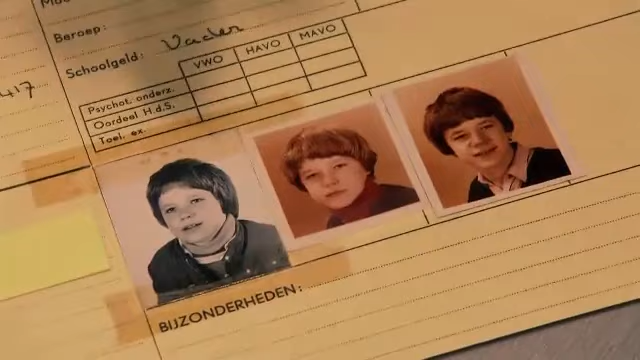 Beroep:
Schoolgeld: Vader
VWO HAVO MAVO
417
Psychot. onderz.
Oordeel H.d.S.
Toel. ex.
BIJZONDERHEDEN: